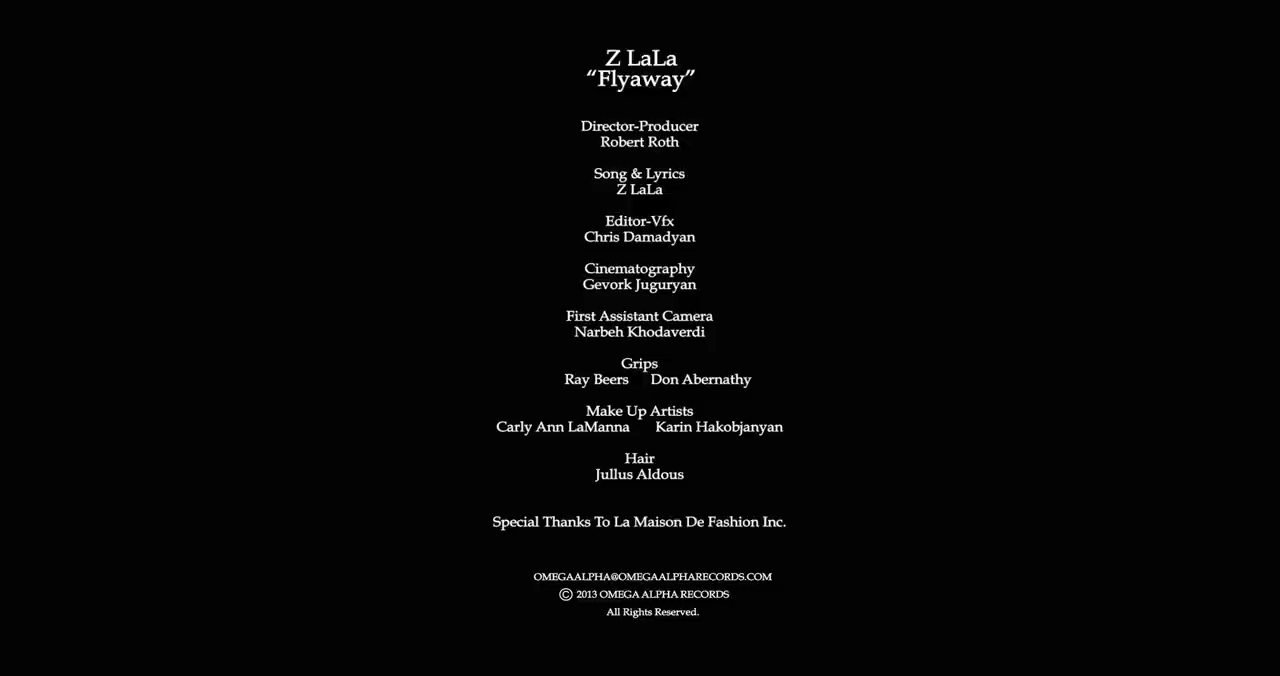 Z LaLa
“Flyaway”
Director-Producer
Robert Roth
Song & Lyrics
Z LaLa
Editor-Vfx
Chris Damadyan
Cinematography
Gevork Juguryan
First Assistant Camera
Narbeh Khodaverdi
Grips
Ray Beers Don Abernathy
Make Up Artists
Carly Ann LaManna Karin Hakobjanyan
Hair
Jullus Aldous
Special Thanks To La Maison De Fashion Inc.
OMEGAALPHA@OMEGAALPHARECORDS.COM
© 2013 OMEGA ALPHA RECORDS
All Rights Reserved.